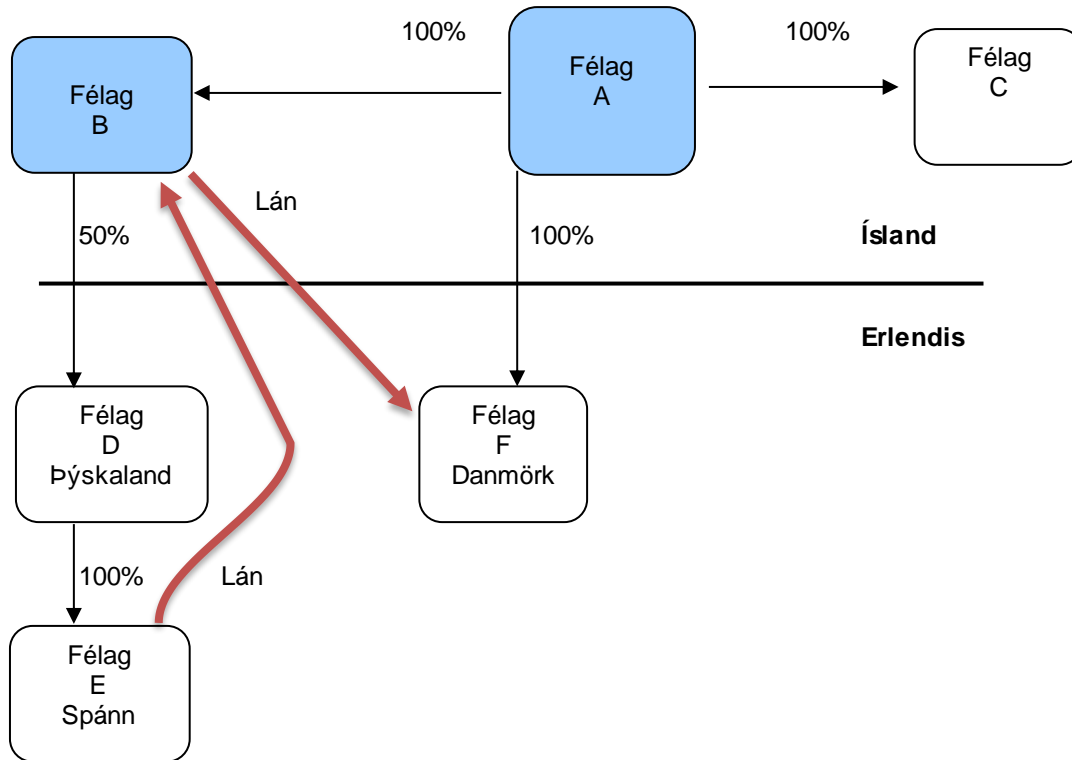 100%
100%
Félag
B
Félag
A
Félag
C
Lán
50%
100%
Ísland
Erlendis
Félag
D
Þýskaland
Félag
F
Danmörk
100%
Lán
Félag
E
Spánn